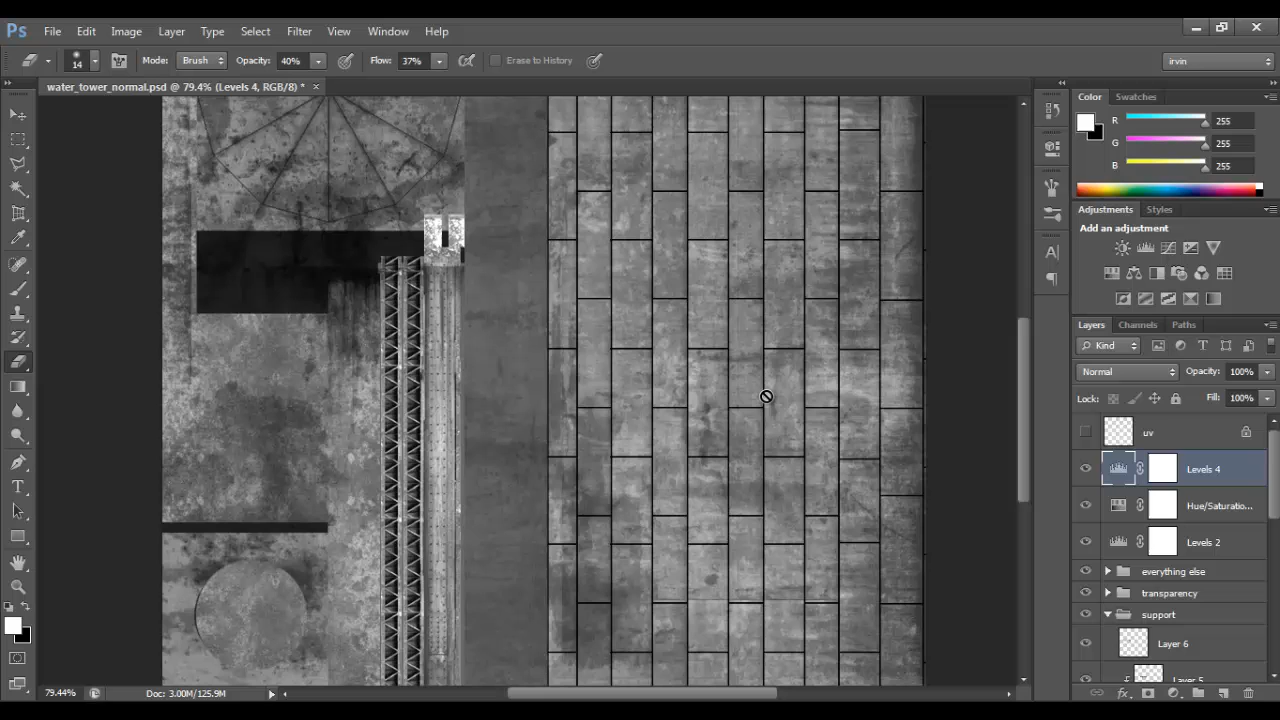 Ps File Edit Image Layer Type Select Filter View Window Help
14 Mode: Brush Opacity: 40% Flow: 37% Erase to History irvin
water_tower_normal.psd @ 79.4% (Levels 4, RGB/8) * ×
Color Swatches
R 255
G 255
B 255
Adjustments Styles
Add an adjustment
Layers Channels Paths
Kind
Normal Opacity: 100%
Lock: Fill: 100%
uv
Levels 4
Hue/Saturatio...
Levels 2
everything else
transparency
support
Layer 6
Layer 5
79.44% Doc: 3.00M/125.9M